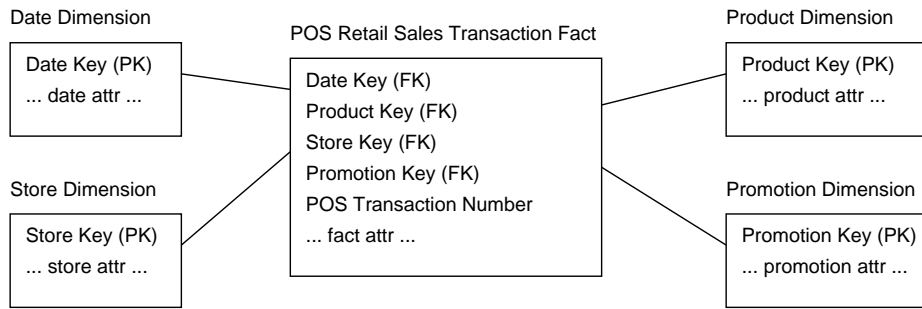 Date Dimension
Date Key (PK)
... date attr ...
Store Dimension
Store Key (PK)
... store attr ...
POS Retail Sales Transaction Fact
Date Key (FK)
Product Key (FK)
Store Key (FK)
Promotion Key (FK)
POS Transaction Number
... fact attr ...
Product Dimension
Product Key (PK)
... product attr ...
Promotion Dimension
Promotion Key (PK)
... promotion attr ...